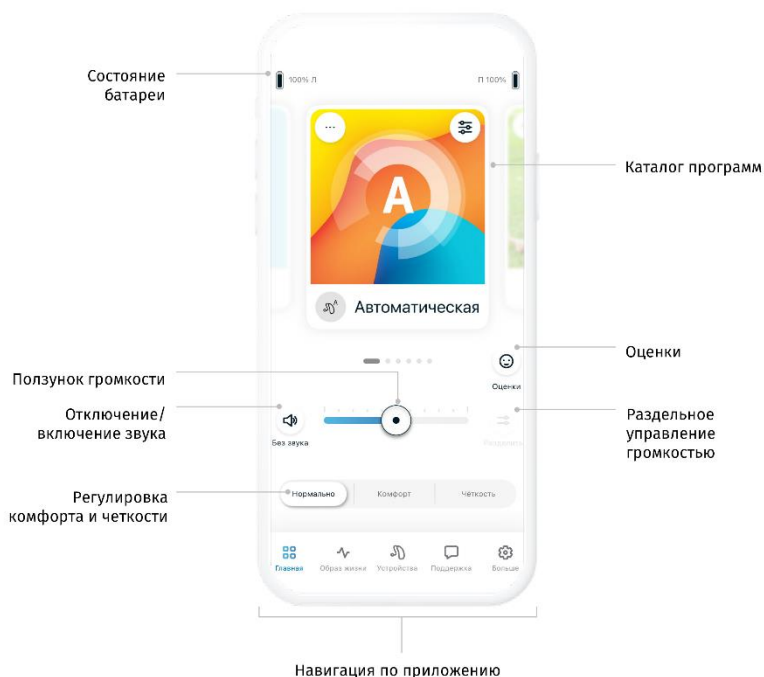 Состояние
батареи
100% Л
П 100%
...
A
Автоматическая
Каталог программ
Ползунок громкости
Оценки
Оценки
Отключение/
включение звука
Без звука
Разделить
Раздельное
управление
громкостью
Регулировка
комфорта и четкости
Нормально
Комфорт
Четкость
Главная
Образ жизни
Устройства
Поддержка
Больше
Навигация по приложению